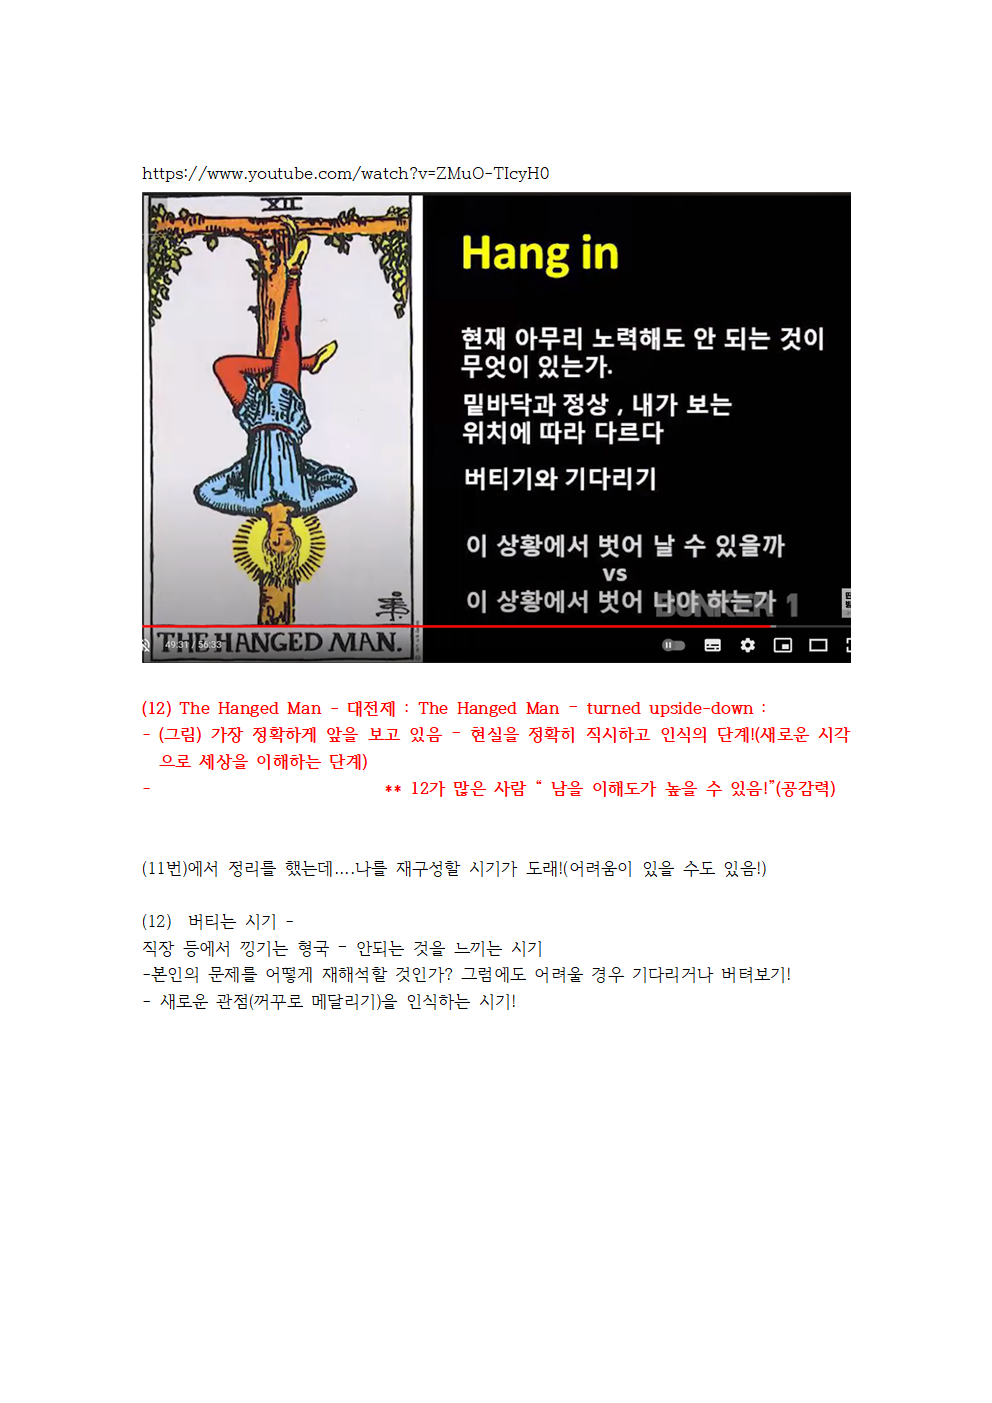 https://www.youtube.com/watch?v=ZMuO-TIcyH0
XII
THE HANGED MAN.
49:31 / 56:33
Hang in
현재 아무리 노력해도 안 되는 것이
무엇이 있는가.
밑바닥과 정상 , 내가 보는
위치에 따라 다르다
버티기와 기다리기
이 상황에서 벗어 날 수 있을까
vs
이 상황에서 벗어 나야 하는가
BUNKER 1
(12) The Hanged Man - 대전제 : The Hanged Man - turned upside-down :
- (그림) 가장 정확하게 앞을 보고 있음 - 현실을 정확히 직시하고 인식의 단계!(새로운 시각
으로 세상을 이해하는 단계)
- ** 12가 많은 사람 “ 남을 이해도가 높을 수 있음!”(공감력)
(11번)에서 정리를 했는데....나를 재구성할 시기가 도래!(어려움이 있을 수도 있음!)
(12) 버티는 시기 -
직장 등에서 낑기는 형국 - 안되는 것을 느끼는 시기
-본인의 문제를 어떻게 재해석할 것인가? 그럼에도 어려울 경우 기다리거나 버텨보기!
- 새로운 관점(꺼꾸로 메달리기)을 인식하는 시기!